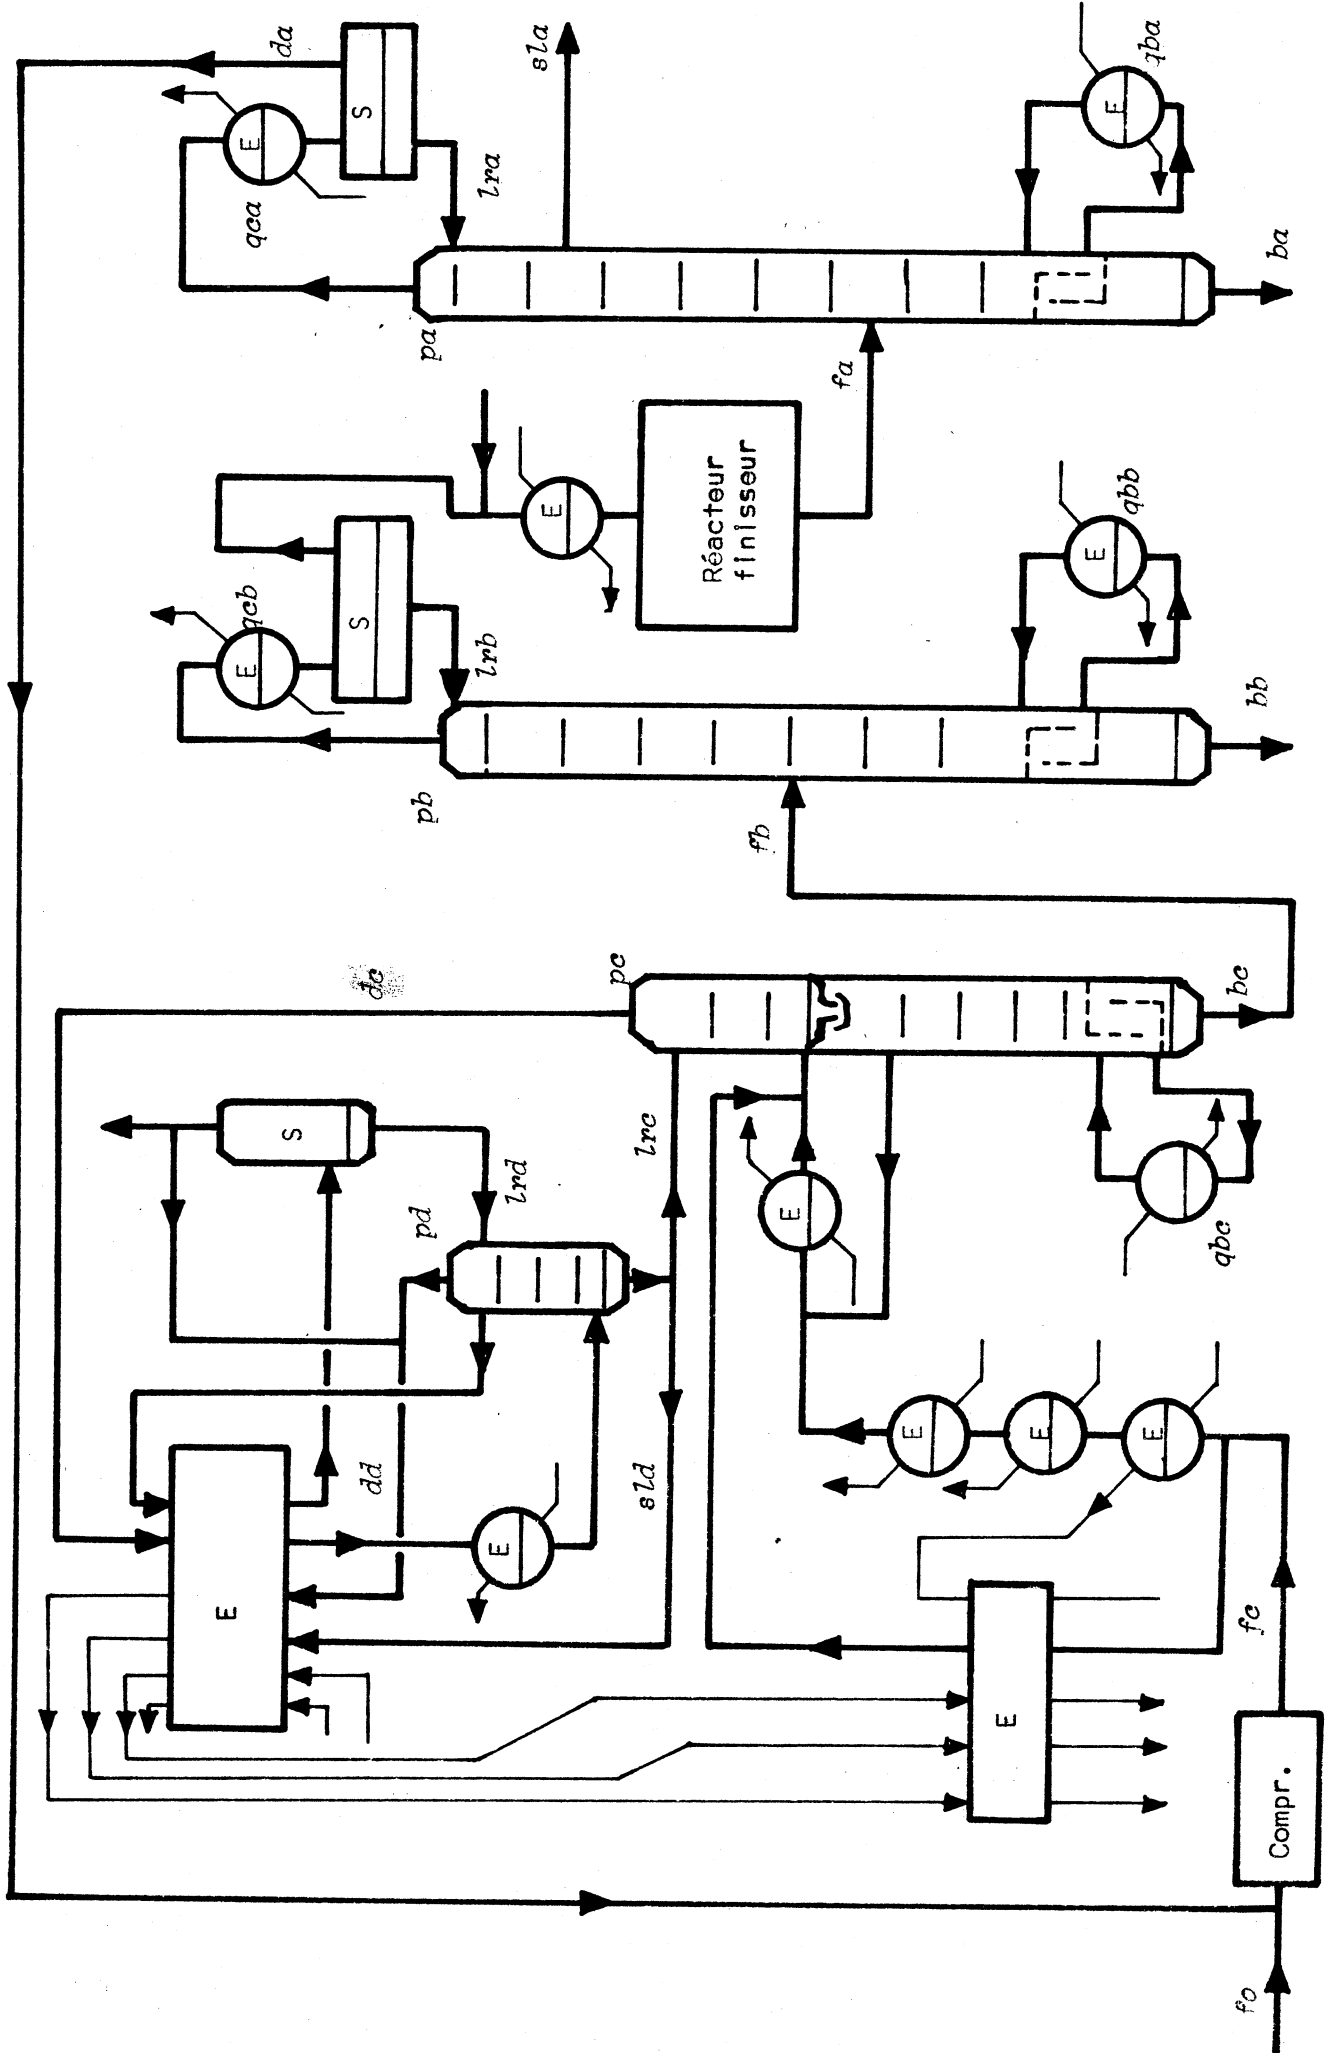 da
E
S
qca
lra
sla
E
qba
pa
ba
fa
E
qcb
S
lrb
E
Réacteur
finisseur
E
qbb
pb
bb
fb
dc
pc
bc
S
lrd
pd
lrc
E
qbc
E
dd
E
sld
E
E
E
E
fc
Compr.
fo